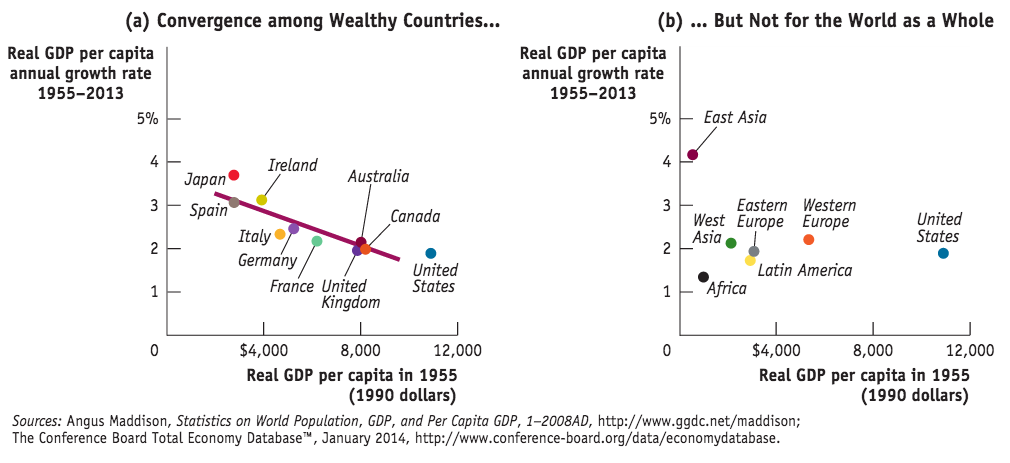 (a) Convergence among Wealthy Countries...
Real GDP per capita
annual growth rate
1955–2013
5%
4
3
2
1
0
$4,000
8,000
12,000
Japan
Ireland
Spain
Australia
Canada
Italy
Germany
France
United
Kingdom
United
States
Real GDP per capita in 1955
(1990 dollars)
(b) ... But Not for the World as a Whole
Real GDP per capita
annual growth rate
1955–2013
5%
4
3
2
1
0
$4,000
8,000
12,000
East Asia
West
Asia
Eastern
Europe
Western
Europe
United
States
Latin America
Africa
Real GDP per capita in 1955
(1990 dollars)
Sources: Angus Maddison, Statistics on World Population, GDP, and Per Capita GDP, 1–2008AD, http://www.ggdc.net/maddison;
The Conference Board Total Economy Database™, January 2014, http://www.conference-board.org/data/economydatabase.